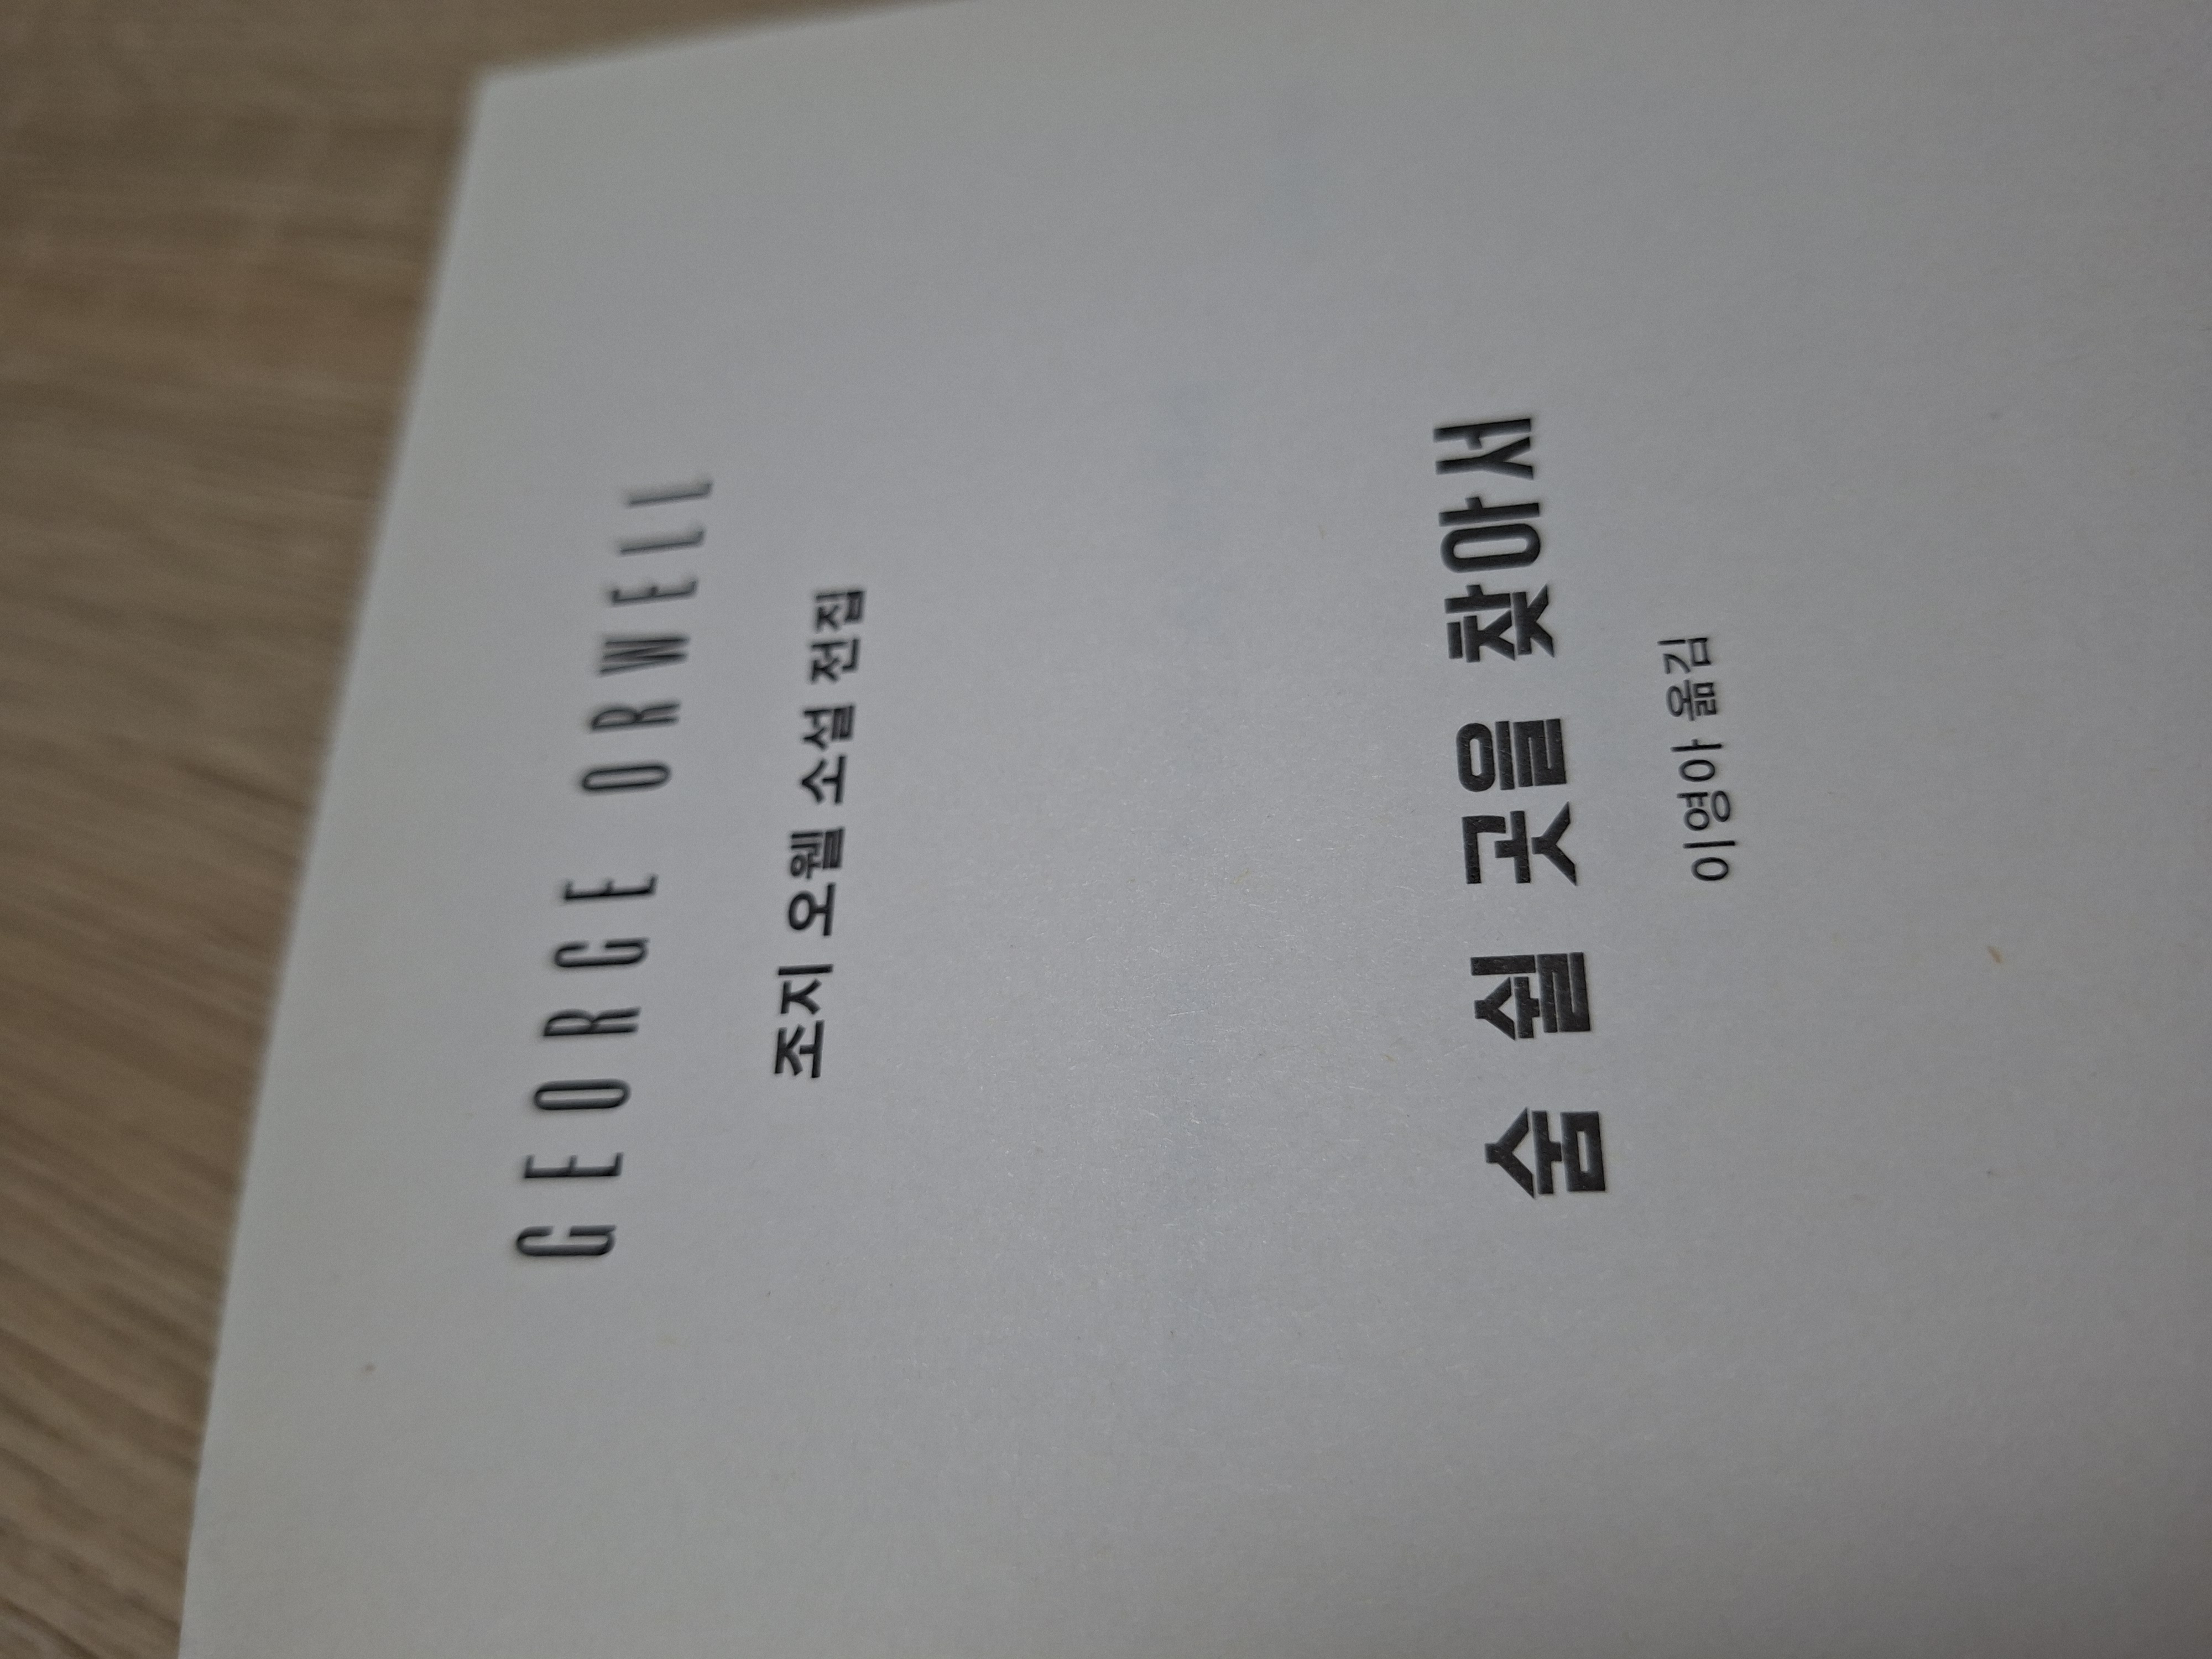 GEORGE ORWELL
조지 오웰 소설 전집
숨 쉴 곳을 찾아서
이영아 옮김